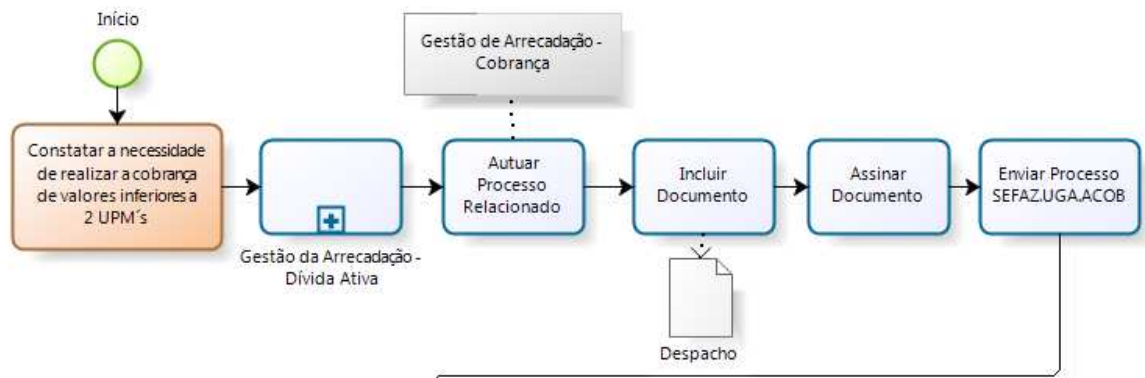 Início
Gestão de Arrecadação -
Cobrança
Constatar a necessidade
de realizar a cobrança
de valores inferiores a
2 UPM´s
Gestão da Arrecadação -
Dívida Ativa
Autuar
Processo
Relacionado
Incluir
Documento
Assinar
Documento
Enviar Processo
SEFAZ.UGA.ACOB
Despacho